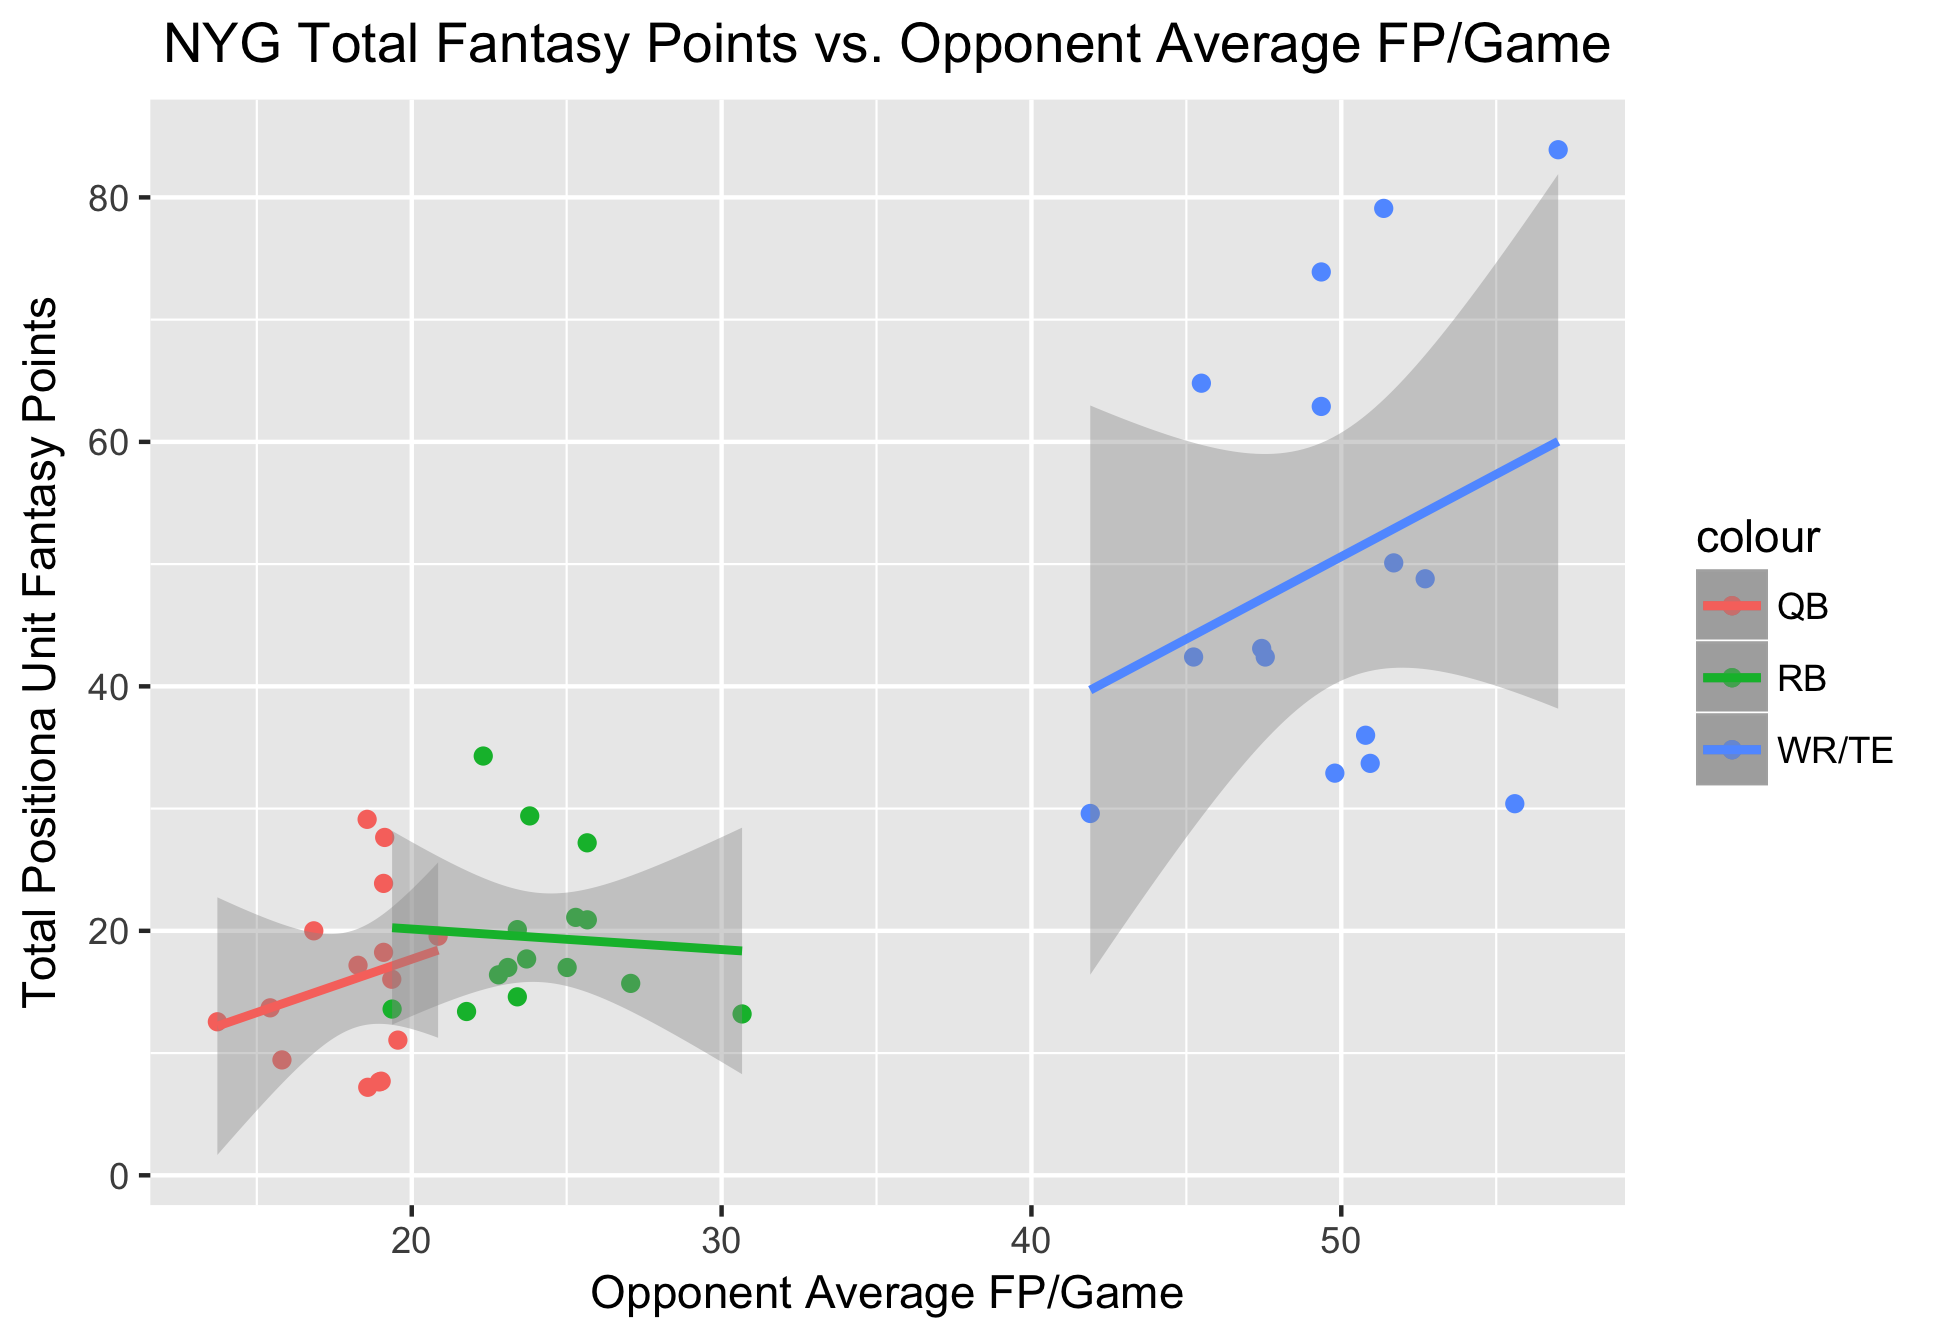 NYG Total Fantasy Points vs. Opponent Average FP/Game
Total Positiona Unit Fantasy Points
80
60
40
20
0
20 30 40 50
Opponent Average FP/Game
colour
QB
RB
WR/TE